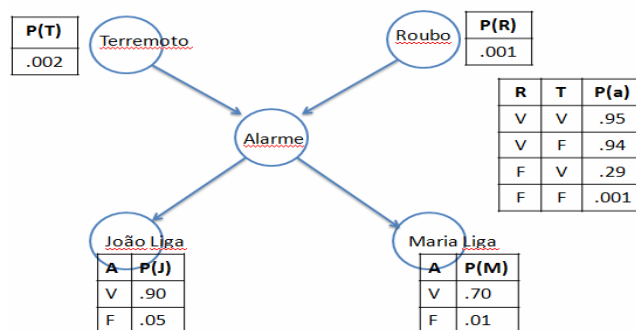 P(T)
.002
Terremoto
Roubo
P(R)
.001
R T P(a)
V V .95
V F .94
F V .29
F F .001
Alarme
João Liga
A P(J)
V .90
F .05
Maria Liga
A P(M)
V .70
F .01